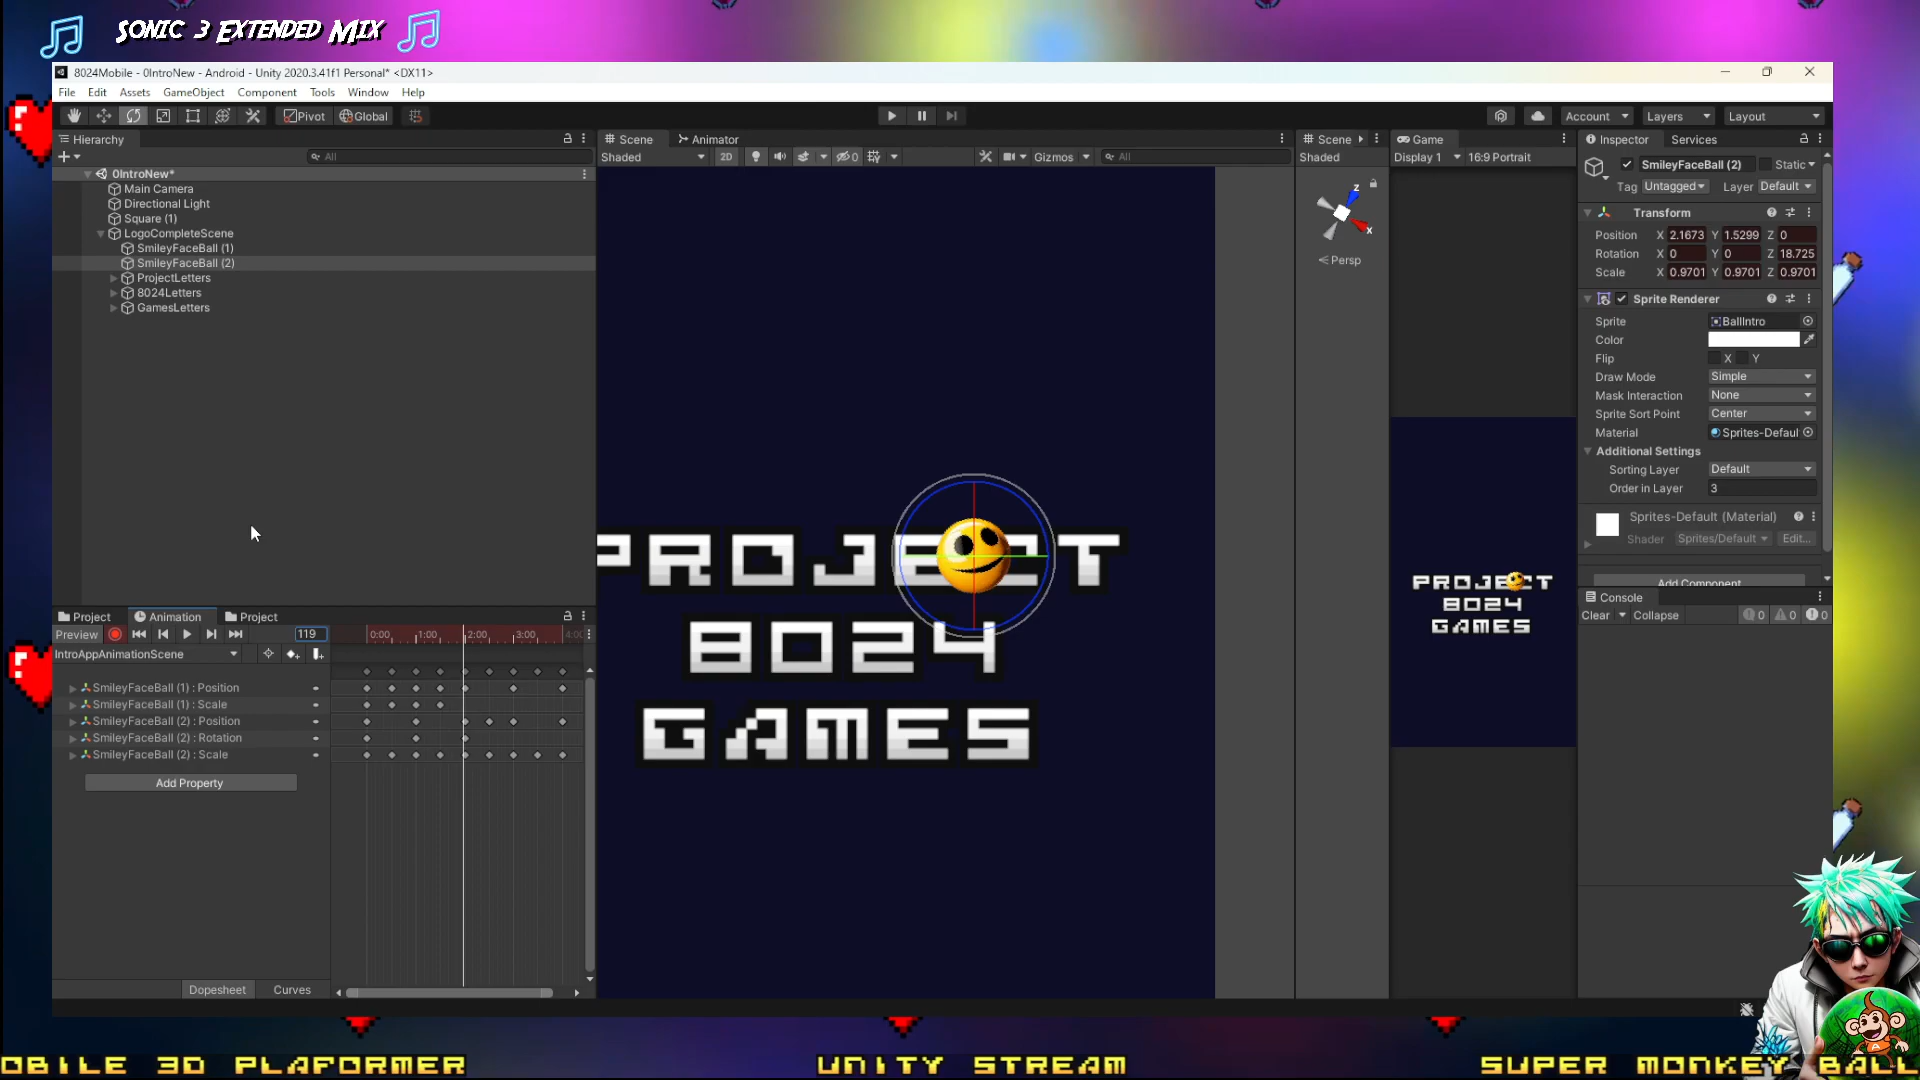 Sonic 3 Extended Mix
8024Mobile - 0IntroNew - Android - Unity 2020.3.41f1 Personal* <DX11>
File Edit Assets GameObject Component Tools Window Help
Pivot Global
Account Layers Layout
Hierarchy
All
0IntroNew*
Main Camera
Directional Light
Square (1)
LogoCompleteScene
SmileyFaceBall (1)
SmileyFaceBall (2)
ProjectLetters
8024Letters
GamesLetters
Scene Animator
Shaded 2D 0 Gizmos All
PROJECT
8024
GAMES
Scene
Shaded
z
x
Persp
Game
Display 1 16:9 Portrait
PROJECT
8024
GAMES
Inspector Services
SmileyFaceBall (2) Static
Tag Untagged Layer Default
Transform
Position X 2.1673 Y 1.5299 Z 0
Rotation X 0 Y 0 Z 18.725
Scale X 0.9701 Y 0.9701 Z 0.9701
Sprite Renderer
Sprite BallIntro
Color
Flip X Y
Draw Mode Simple
Mask Interaction None
Sprite Sort Point Center
Material Sprites-Defaul
Additional Settings
Sorting Layer Default
Order in Layer 3
Sprites-Default (Material)
Shader Sprites/Default Edit...
Add Component
Console
Clear Collapse 0 0 0
Project Animation Project
Preview 119 0:00 1:00 2:00 3:00 4:00
IntroAppAnimationScene
SmileyFaceBall (1) : Position
SmileyFaceBall (1) : Scale
SmileyFaceBall (2) : Position
SmileyFaceBall (2) : Rotation
SmileyFaceBall (2) : Scale
Add Property
Dopesheet Curves
OBILE 3D PLAFORMER UNITY STREAM SUPER MONKEY BALL